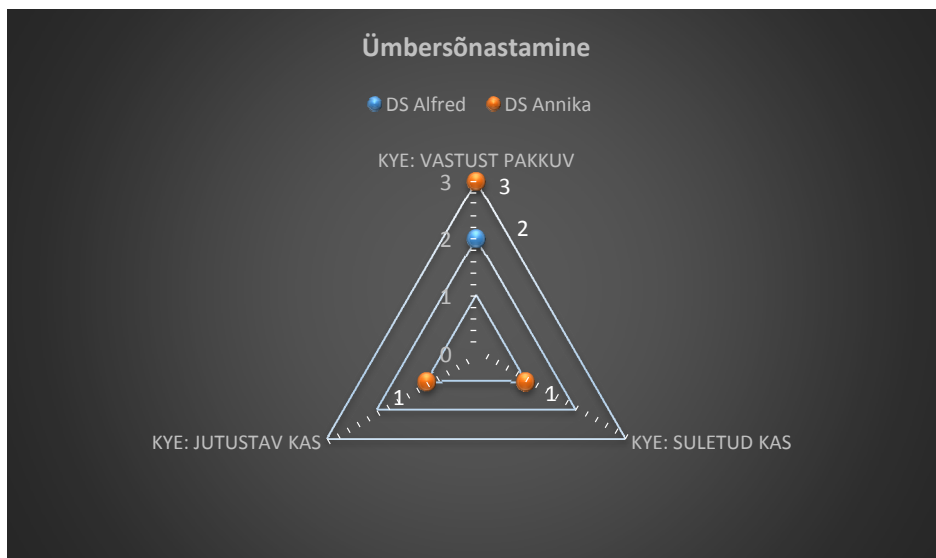 Ümbersõnastamine
DS Alfred DS Annika
KYE: VASTUST PAKKUV
3 3
2
2
1
0
1 1
KYE: JUTUSTAV KAS KYE: SULETUD KAS